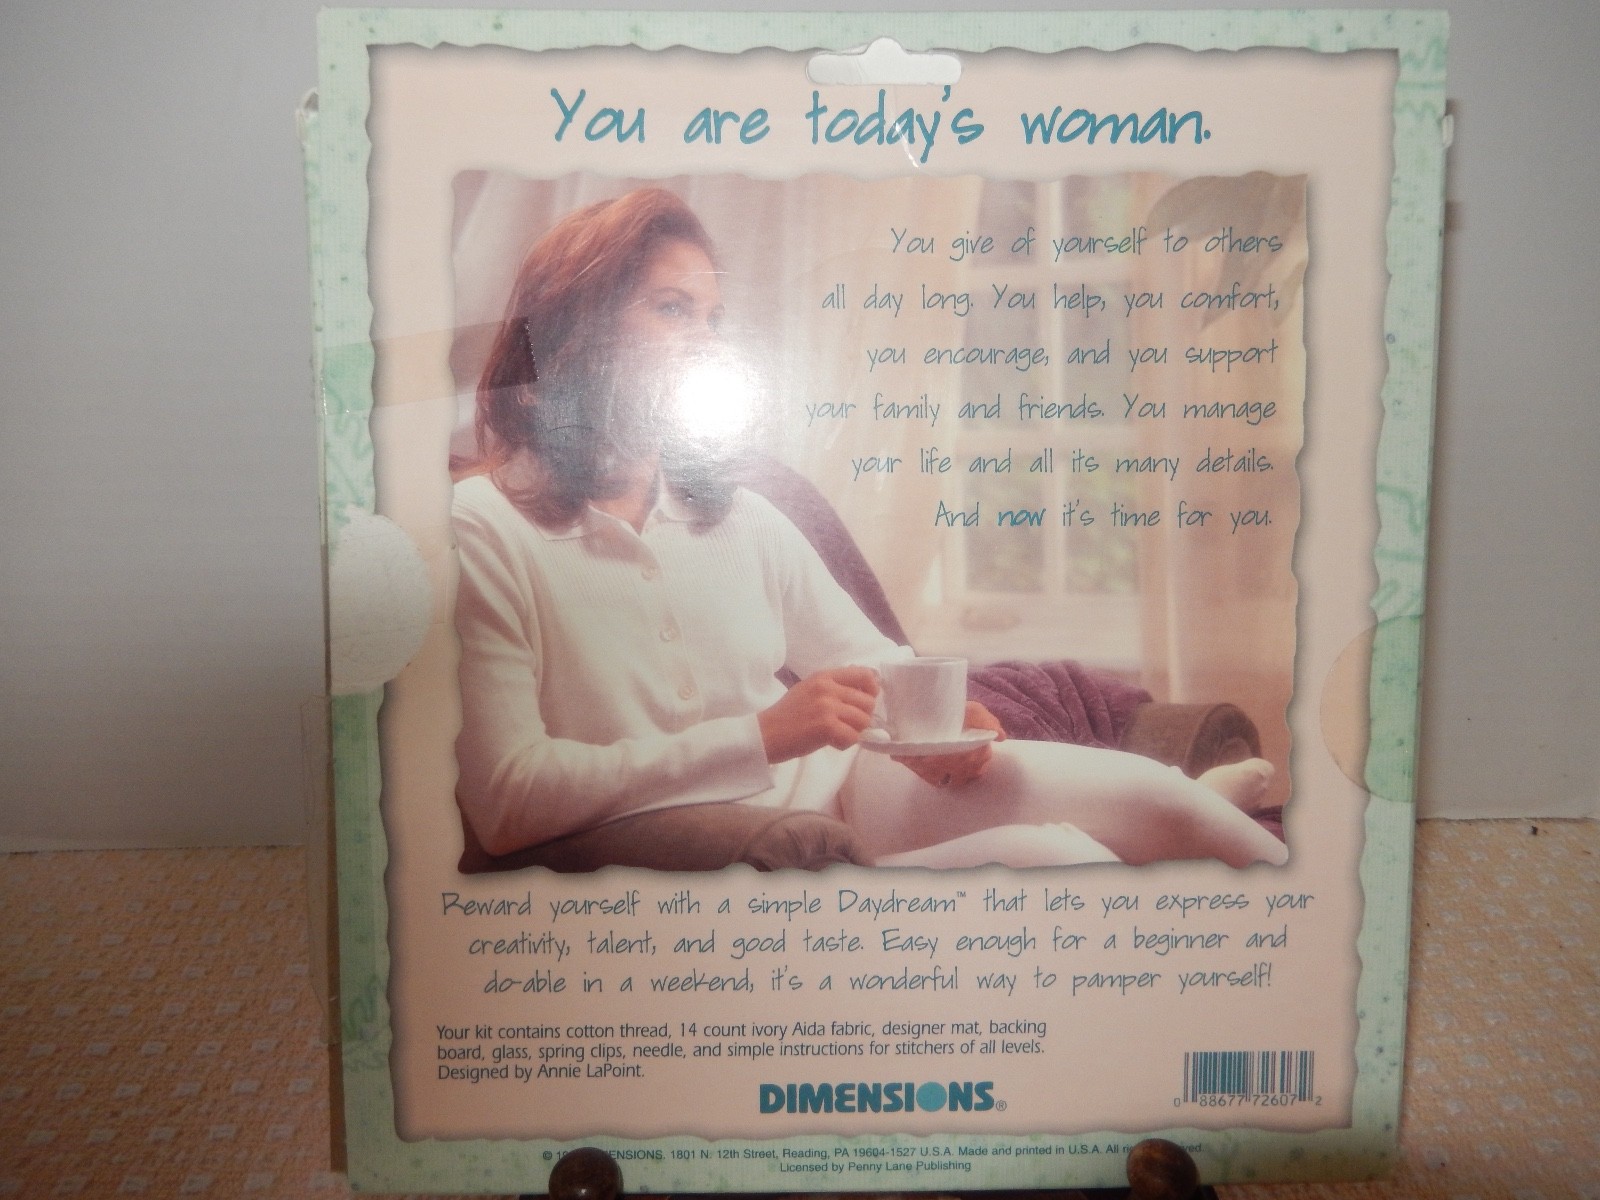 You are today's woman.
You give of yourself to others
all day long. You help, you comfort,
you encourage, and you support
your family and friends. You manage
your life and all its many details.
And now it's time for you.
Reward yourself with a simple Daydream™ that lets you express your
creativity, talent, and good taste. Easy enough for a beginner and
do-able in a weekend, it's a wonderful way to pamper yourself!
Your kit contains cotton thread, 14 count ivory Aida fabric, designer mat, backing
board, glass, spring clips, needle, and simple instructions for stitchers of all levels.
Designed by Annie LaPoint.
DIMENSIONS®
0 88677 72607 2
© DIMENSIONS. 1801 N. 12th Street, Reading, PA 19604-1527 U.S.A. Made and printed in U.S.A. All
Licensed by Penny Lane Publishing